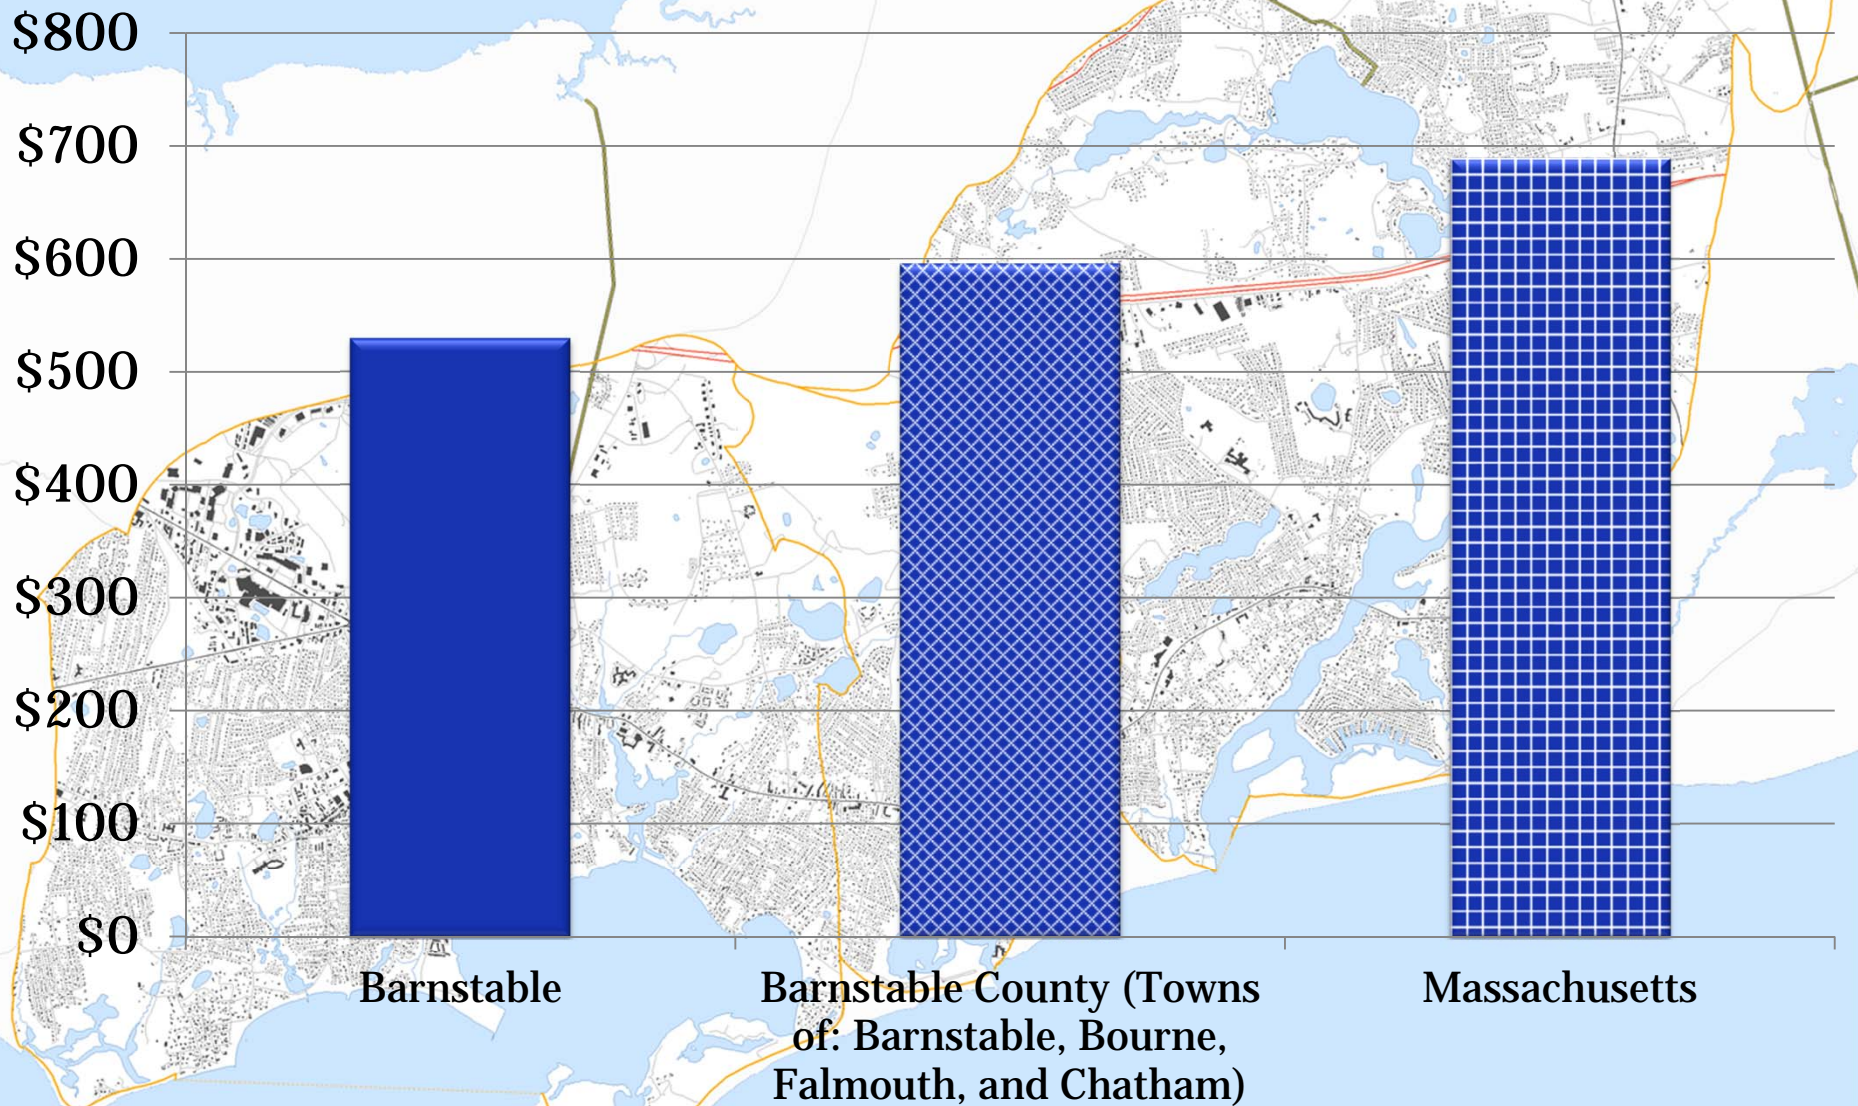 $800
$700
$600
$500
$400
$300
$200
$100
$0
Barnstable
Barnstable County (Towns
of: Barnstable, Bourne,
Falmouth, and Chatham)
Massachusetts